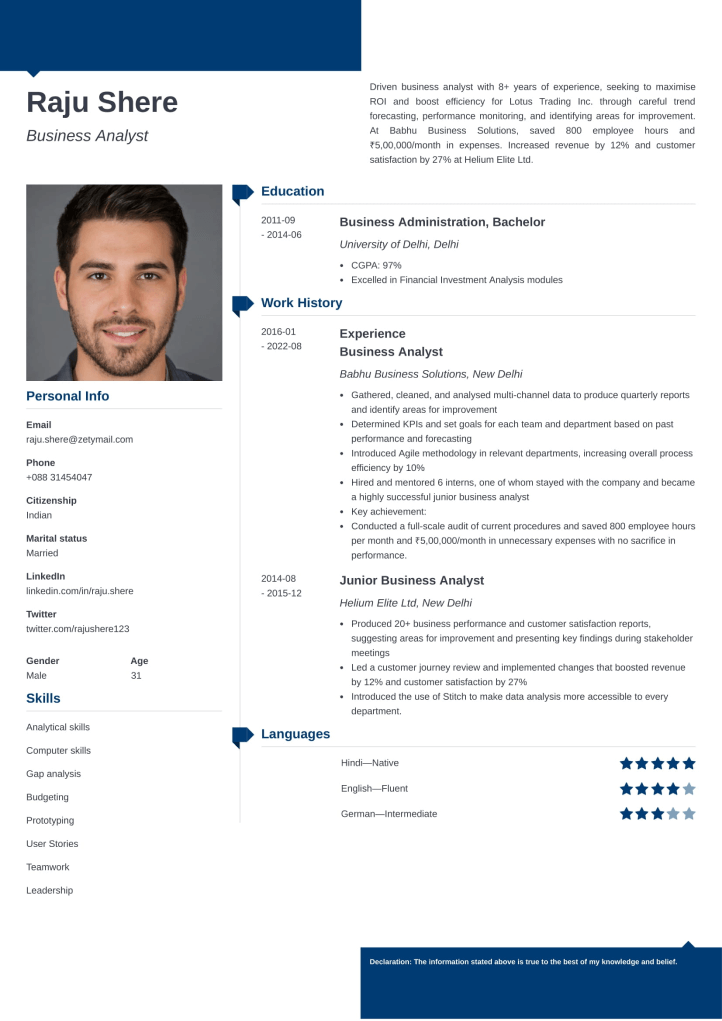 Raju Shere
Business Analyst
Driven business analyst with 8+ years of experience, seeking to maximise
ROI and boost efficiency for Lotus Trading Inc. through careful trend
forecasting, performance monitoring, and identifying areas for improvement.
At Babhu Business Solutions, saved 800 employee hours and
₹5,00,000/month in expenses. Increased revenue by 12% and customer
satisfaction by 27% at Helium Elite Ltd.
Personal Info
Email
raju.shere@zetymail.com
Phone
+088 31454047
Citizenship
Indian
Marital status
Married
LinkedIn
linkedin.com/in/raju.shere
Twitter
twitter.com/rajushere123
Gender Age
Male 31
Skills
Analytical skills
Computer skills
Gap analysis
Budgeting
Prototyping
User Stories
Teamwork
Leadership
Education
2011-09
- 2014-06
Business Administration, Bachelor
University of Delhi, Delhi
• CGPA: 97%
• Excelled in Financial Investment Analysis modules
Work History
2016-01
- 2022-08
Experience
Business Analyst
Babhu Business Solutions, New Delhi
• Gathered, cleaned, and analysed multi-channel data to produce quarterly reports
and identify areas for improvement
• Determined KPIs and set goals for each team and department based on past
performance and forecasting
• Introduced Agile methodology in relevant departments, increasing overall process
efficiency by 10%
• Hired and mentored 6 interns, one of whom stayed with the company and became
a highly successful junior business analyst
• Key achievement:
• Conducted a full-scale audit of current procedures and saved 800 employee hours
per month and ₹5,00,000/month in unnecessary expenses with no sacrifice in
performance.
2014-08
- 2015-12
Junior Business Analyst
Helium Elite Ltd, New Delhi
• Produced 20+ business performance and customer satisfaction reports,
suggesting areas for improvement and presenting key findings during stakeholder
meetings
• Led a customer journey review and implemented changes that boosted revenue
by 12% and customer satisfaction by 27%
• Introduced the use of Stitch to make data analysis more accessible to every
department.
Languages
Hindi—Native
English—Fluent
German—Intermediate
Declaration: The information stated above is true to the best of my knowledge and belief.